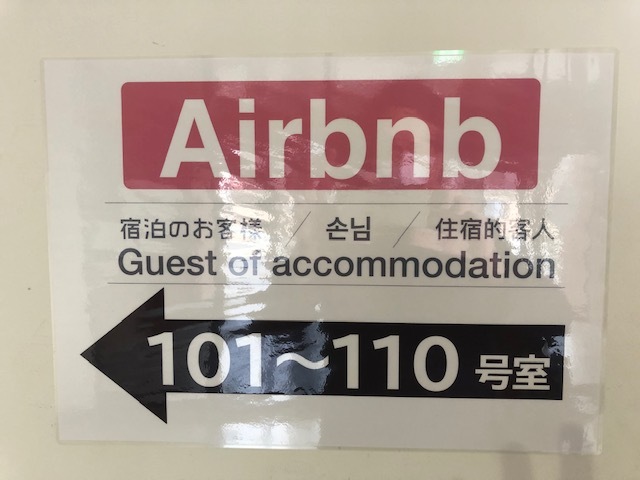 Airbnb
宿泊のお客様 / 손님 / 住宿的客人
Guest of accommodation
101~110 号室